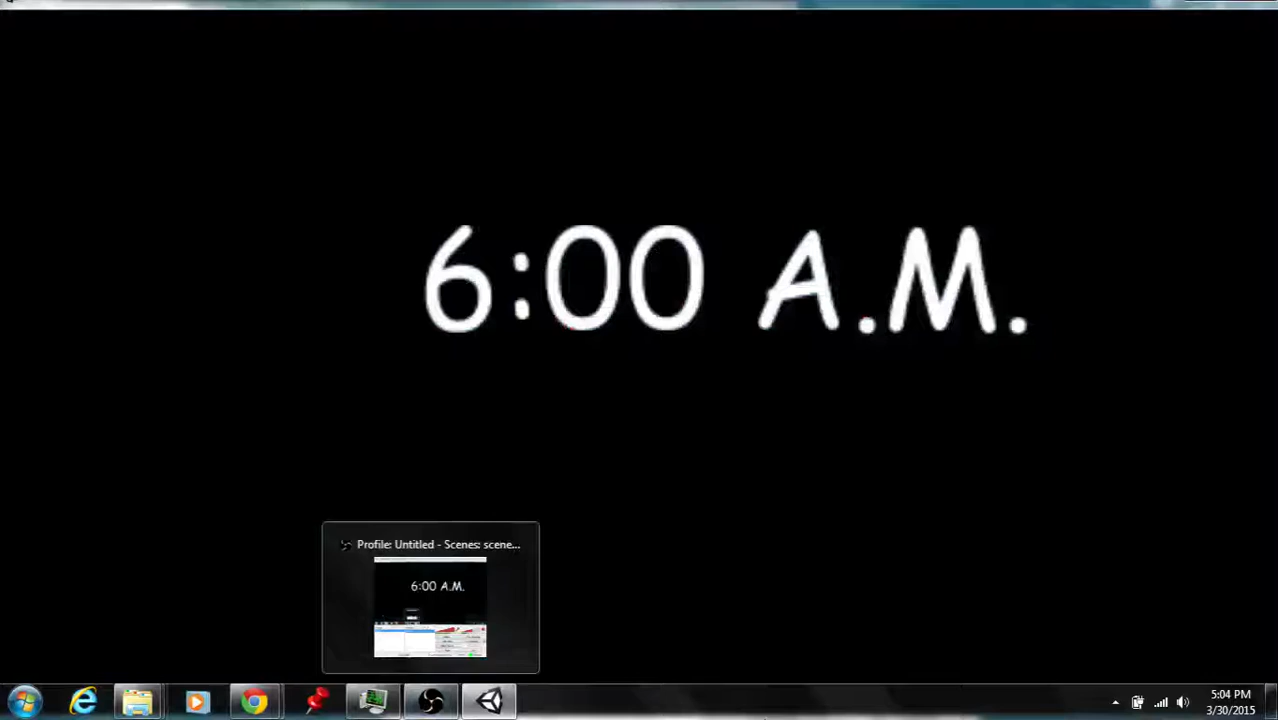 6:00 A.M.
Profile: Untitled - Scenes: scene...
6:00 A.M.
5:04 PM
3/30/2015